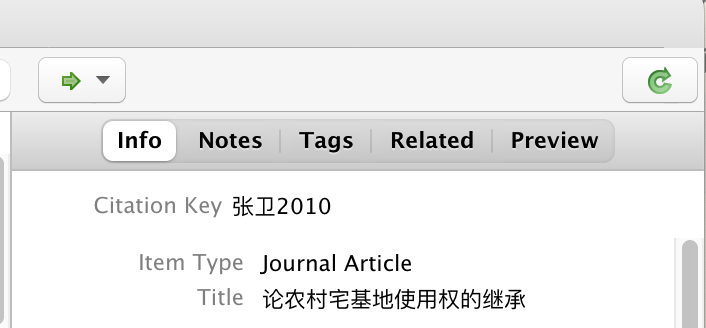 Info Notes Tags Related Preview
Citation Key 张卫2010
Item Type Journal Article
Title 论农村宅基地使用权的继承